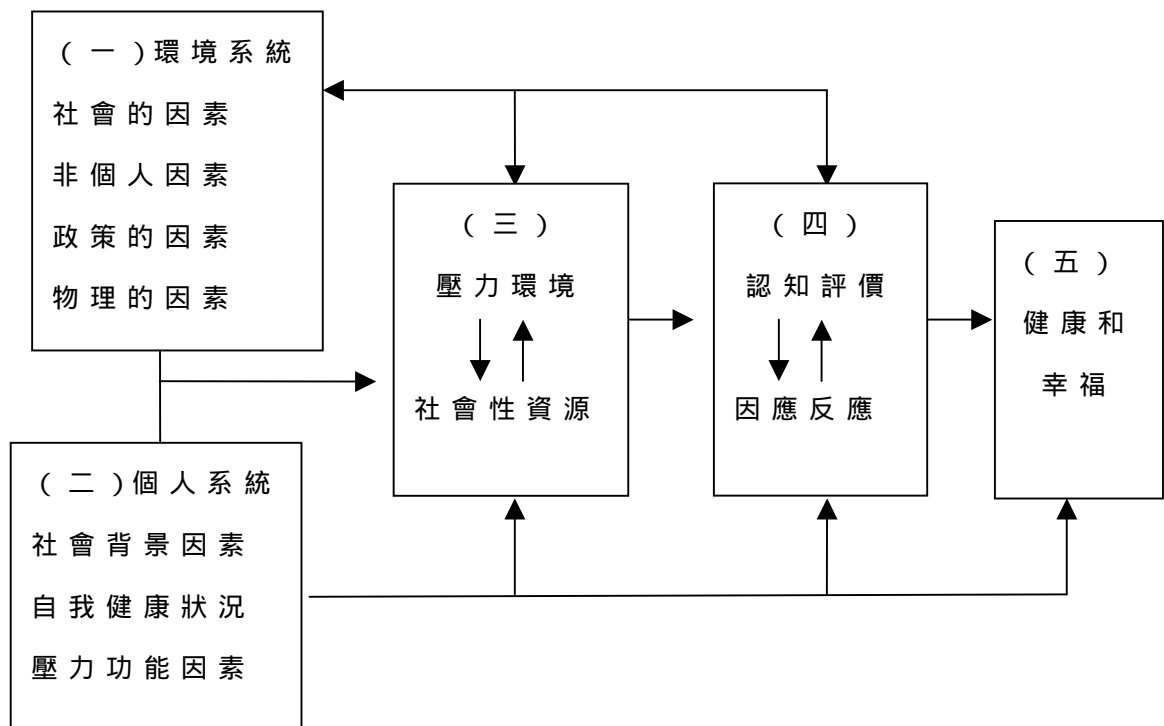 (一)環境系統
社會的因素
非個人因素
政策的因素
物理的因素
(二)個人系統
社會背景因素
自我健康狀況
壓力功能因素
(三)
壓力環境
社會性資源
(四)
認知評價
因應反應
(五)
健康和
幸福